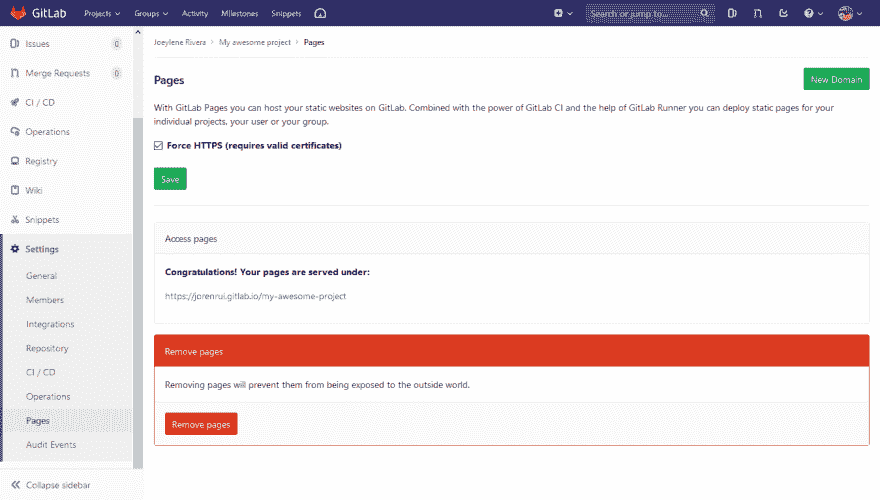 GitLab Projects Groups Activity Milestones Snippets Search or jump to...
Joeylene Rivera > My awesome project > Pages
Issues 0
Merge Requests 0
CI / CD
Operations
Registry
Wiki
Snippets
Settings
General
Members
Integrations
Repository
CI / CD
Operations
Pages
Audit Events
Collapse sidebar
Pages
New Domain
With GitLab Pages you can host your static websites on GitLab. Combined with the power of GitLab CI and the help of GitLab Runner you can deploy static pages for your
individual projects, your user or your group.
Force HTTPS (requires valid certificates)
Save
Access pages
Congratulations! Your pages are served under:
https://jorenrui.gitlab.io/my-awesome-project
Remove pages
Removing pages will prevent them from being exposed to the outside world.
Remove pages